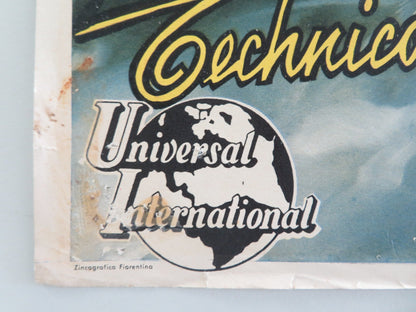 Technico
Universal
International
Zincografica Fiorentina